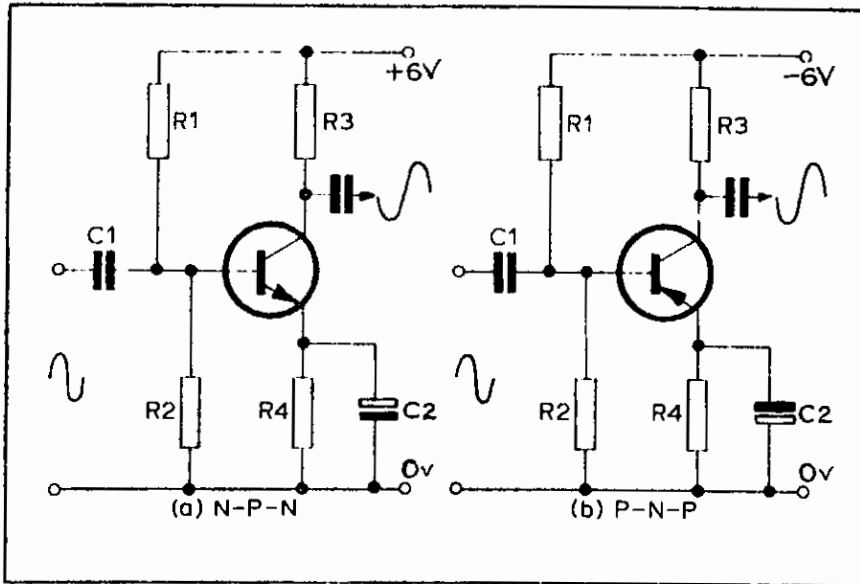 +6V
R1
R3
C1
R2
R4
C2
0v
(a) N-P-N
-6V
R1
R3
C1
R2
R4
C2
0v
(b) P-N-P